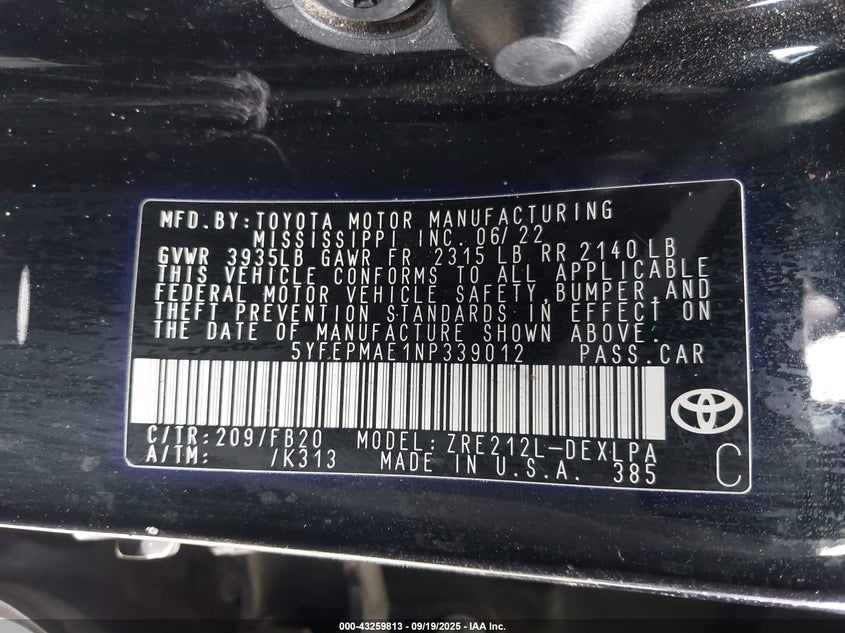 MFD.BY:TOYOTA MOTOR MANUFACTURING
MISSISSIPPI INC. 06/22
GVWR 3935LB GAWR FR 2315 LB RR 2140 LB
THIS VEHICLE CONFORMS TO ALL APPLICABLE
FEDERAL MOTOR VEHICLE SAFETY,BUMPER,AND
THEFT PREVENTION STANDARDS IN EFFECT ON
THE DATE OF MANUFACTURE SHOWN ABOVE.
5YFEPMAE1NP339012 PASS.CAR
C/TR:209/FB20 MODEL:ZRE212L-DEXLPA
A/TM: /K313 MADE IN U.S.A. 385
C
000-43259813 - 09/19/2025 - IAA Inc.